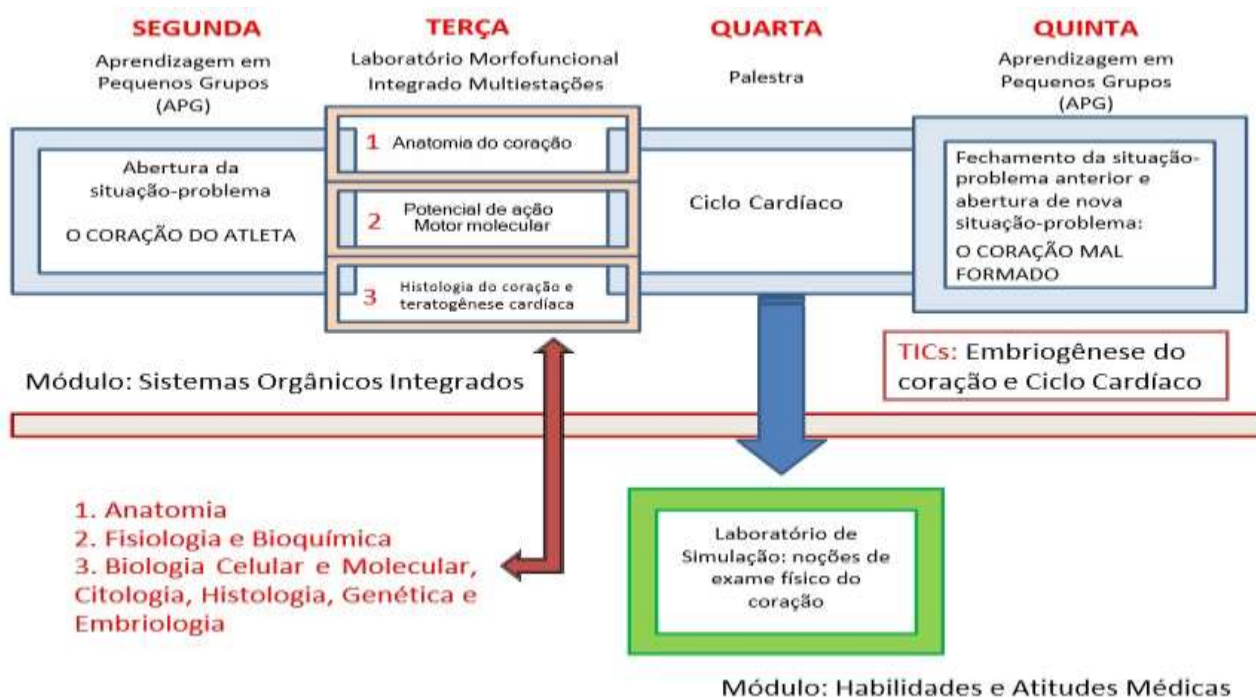 SEGUNDA
Aprendizagem em
Pequenos Grupos
(APG)
TERÇA
Laboratório Morfofuncional
Integrado Multiestações
QUARTA
Palestra
QUINTA
Aprendizagem em
Pequenos Grupos
(APG)
Abertura da
situação-problema
O CORAÇÃO DO ATLETA
1 Anatomia do coração
2 Potencial de ação
Motor molecular
3 Histologia do coração e
teratogênese cardíaca
Ciclo Cardíaco
Fechamento da situação-
problema anterior e
abertura de nova
situação-problema:
O CORAÇÃO MAL
FORMADO
TICs: Embriogênese do
coração e Ciclo Cardíaco
Módulo: Sistemas Orgânicos Integrados
1. Anatomia
2. Fisiologia e Bioquímica
3. Biologia Celular e Molecular,
Citologia, Histologia, Genética e
Embriologia
Laboratório de
Simulação: noções de
exame físico do
coração
Módulo: Habilidades e Atitudes Médicas